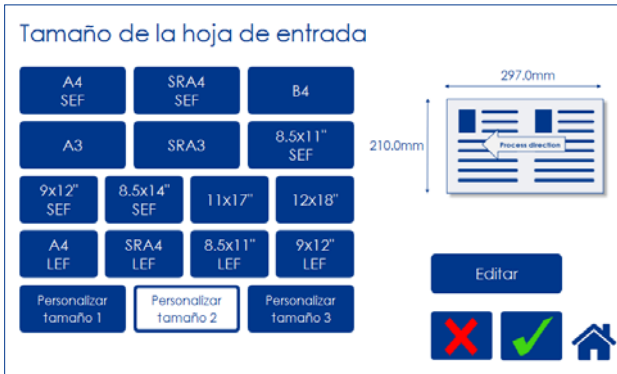 Tamaño de la hoja de entrada
A4
SEF
SRA4
SEF
B4
A3
SRA3
8.5x11"
SEF
9x12"
SEF
8.5x14"
SEF
11x17"
12x18"
A4
LEF
SRA4
LEF
8.5x11"
LEF
9x12"
LEF
Personalizar
tamaño 1
Personalizar
tamaño 2
Personalizar
tamaño 3
297.0mm
210.0mm
Process direction
Editar